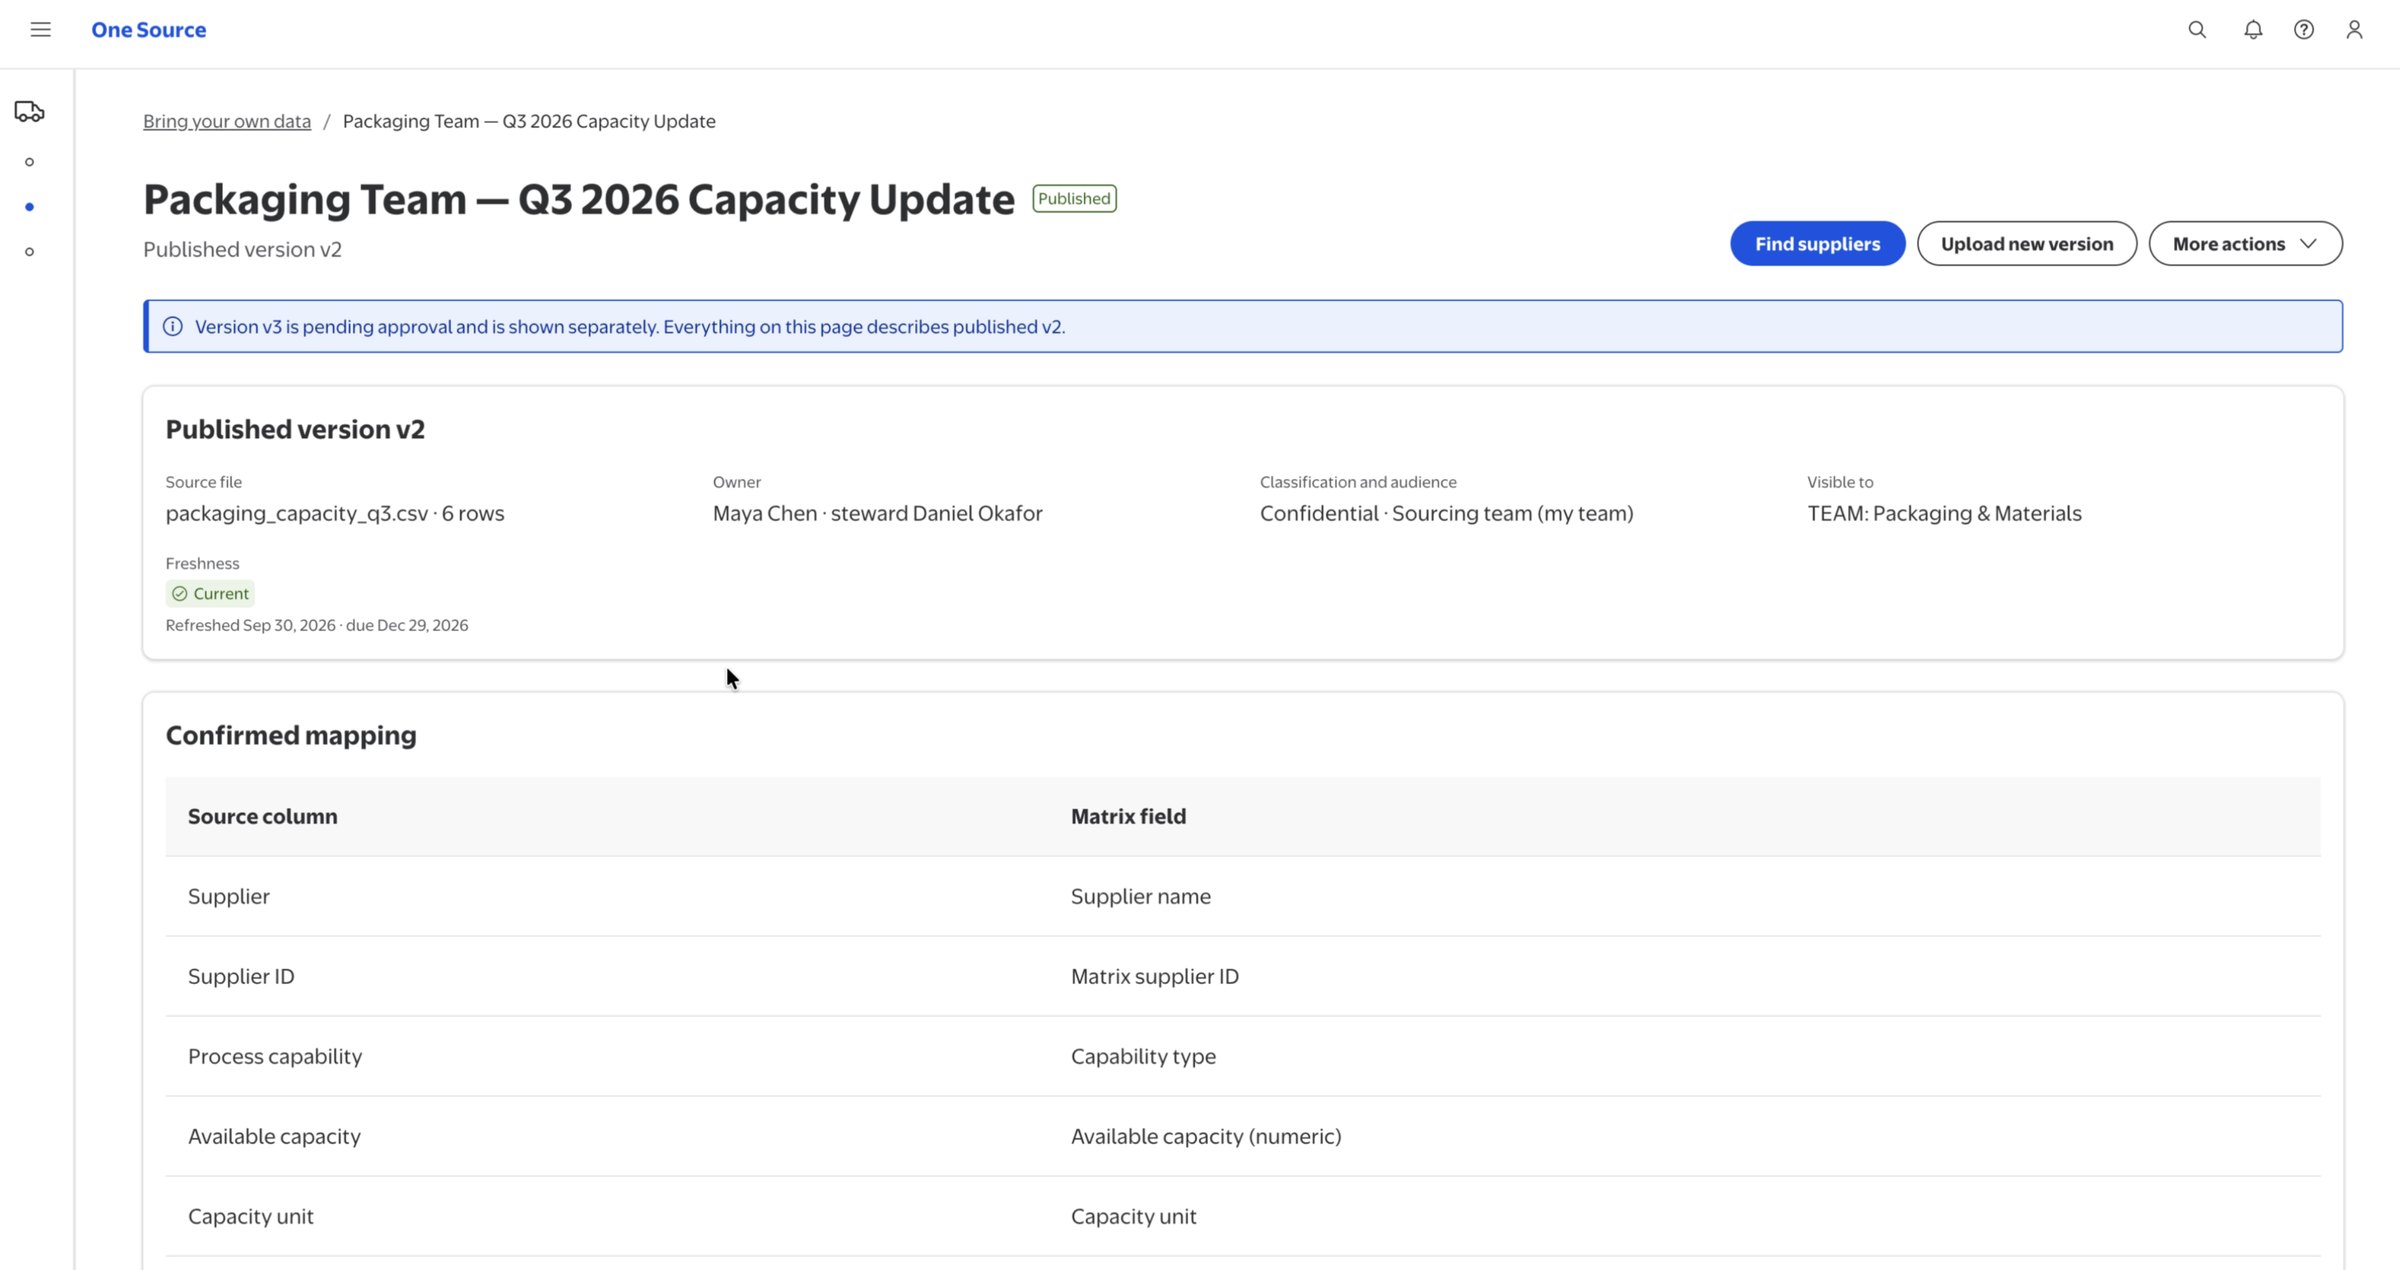 One Source
Bring your own data / Packaging Team — Q3 2026 Capacity Update
Packaging Team — Q3 2026 Capacity Update Published
Published version v2
Find suppliers Upload new version More actions
Version v3 is pending approval and is shown separately. Everything on this page describes published v2.
Published version v2
Source file Owner Classification and audience Visible to
packaging_capacity_q3.csv · 6 rows Maya Chen · steward Daniel Okafor Confidential · Sourcing team (my team) TEAM: Packaging & Materials
Freshness
Current
Refreshed Sep 30, 2026 · due Dec 29, 2026
Confirmed mapping
Source column Matrix field
Supplier Supplier name
Supplier ID Matrix supplier ID
Process capability Capability type
Available capacity Available capacity (numeric)
Capacity unit Capacity unit